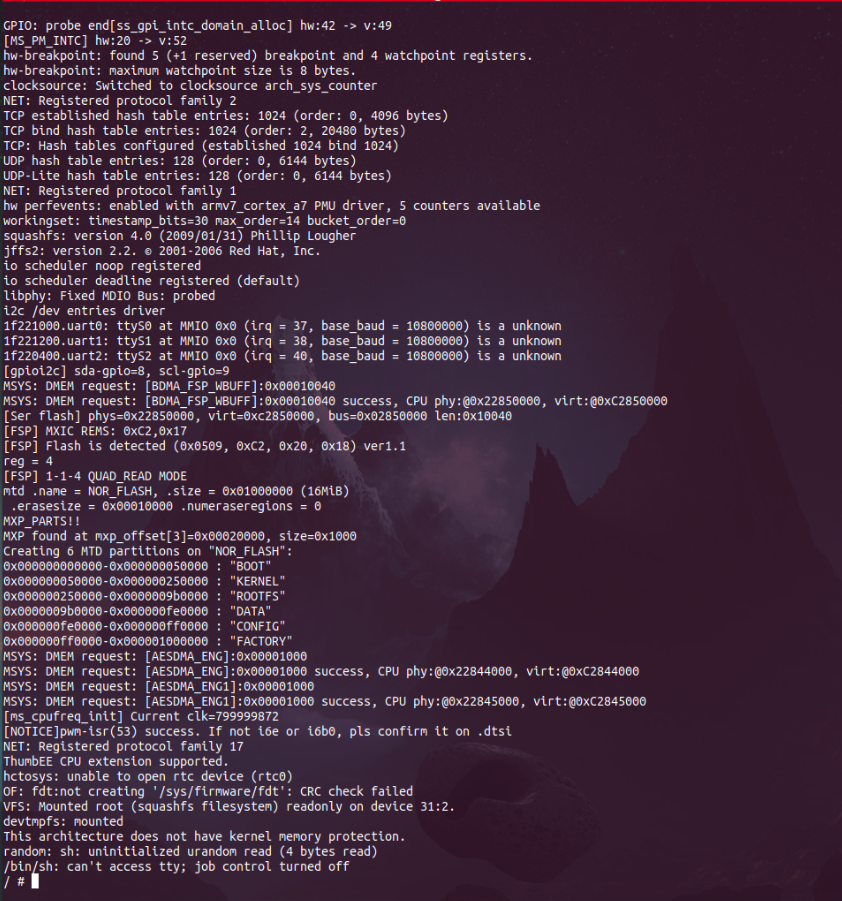 GPIO: probe end[ss_gpi_intc_domain_alloc] hw:42 -> v:49
[MS_PM_INTC] hw:20 -> v:52
hw-breakpoint: found 5 (+1 reserved) breakpoint and 4 watchpoint registers.
hw-breakpoint: maximum watchpoint size is 8 bytes.
clocksource: Switched to clocksource arch_sys_counter
NET: Registered protocol family 2
TCP established hash table entries: 1024 (order: 0, 4096 bytes)
TCP bind hash table entries: 1024 (order: 2, 20480 bytes)
TCP: Hash tables configured (established 1024 bind 1024)
UDP hash table entries: 128 (order: 0, 6144 bytes)
UDP-Lite hash table entries: 128 (order: 0, 6144 bytes)
NET: Registered protocol family 1
hw perfevents: enabled with armv7_cortex_a7 PMU driver, 5 counters available
workingset: timestamp_bits=30 max_order=14 bucket_order=0
squashfs: version 4.0 (2009/01/31) Phillip Lougher
jffs2: version 2.2. © 2001-2006 Red Hat, Inc.
io scheduler noop registered
io scheduler deadline registered (default)
libphy: Fixed MDIO Bus: probed
i2c /dev entries driver
1f221000.uart0: ttyS0 at MMIO 0x0 (irq = 37, base_baud = 10800000) is a unknown
1f221200.uart1: ttyS1 at MMIO 0x0 (irq = 38, base_baud = 10800000) is a unknown
1f220400.uart2: ttyS2 at MMIO 0x0 (irq = 40, base_baud = 10800000) is a unknown
[gpioi2c] sda-gpio=8, scl-gpio=9
MSYS: DMEM request: [BDMA_FSP_WBUFF]:0x00010040
MSYS: DMEM request: [BDMA_FSP_WBUFF]:0x00010040 success, CPU phy:@0x22850000, virt:@0xC2850000
[Ser flash] phys=0x22850000, virt=0xc2850000, bus=0x02850000 len:0x10040
[FSP] MXIC REMS: 0xC2,0x17
[FSP] Flash is detected (0x0509, 0xC2, 0x20, 0x18) ver1.1
reg = 4
[FSP] 1-1-4 QUAD_READ MODE
mtd .name = NOR_FLASH, .size = 0x01000000 (16MiB)
.erasesize = 0x00010000 .numeraseregions = 0
MXP_PARTS!!
MXP found at mxp_offset[3]=0x00020000, size=0x1000
Creating 6 MTD partitions on "NOR_FLASH":
0x000000000000-0x000000050000 : "BOOT"
0x000000050000-0x000000250000 : "KERNEL"
0x000000250000-0x0000009b0000 : "ROOTFS"
0x0000009b0000-0x000000fe0000 : "DATA"
0x000000fe0000-0x000000ff0000 : "CONFIG"
0x000000ff0000-0x000001000000 : "FACTORY"
MSYS: DMEM request: [AESDMA_ENG]:0x00001000
MSYS: DMEM request: [AESDMA_ENG]:0x00001000 success, CPU phy:@0x22844000, virt:@0xC2844000
MSYS: DMEM request: [AESDMA_ENG1]:0x00001000
MSYS: DMEM request: [AESDMA_ENG1]:0x00001000 success, CPU phy:@0x22845000, virt:@0xC2845000
[ms_cpufreq_init] Current clk=799999872
[NOTICE]pwm-isr(53) success. If not i6e or i6b0, pls confirm it on .dtsi
NET: Registered protocol family 17
ThumbEE CPU extension supported.
hctosys: unable to open rtc device (rtc0)
OF: fdt:not creating '/sys/firmware/fdt': CRC check failed
VFS: Mounted root (squashfs filesystem) readonly on device 31:2.
devtmpfs: mounted
This architecture does not have kernel memory protection.
random: sh: uninitialized urandom read (4 bytes read)
/bin/sh: can't access tty; job control turned off
/ #